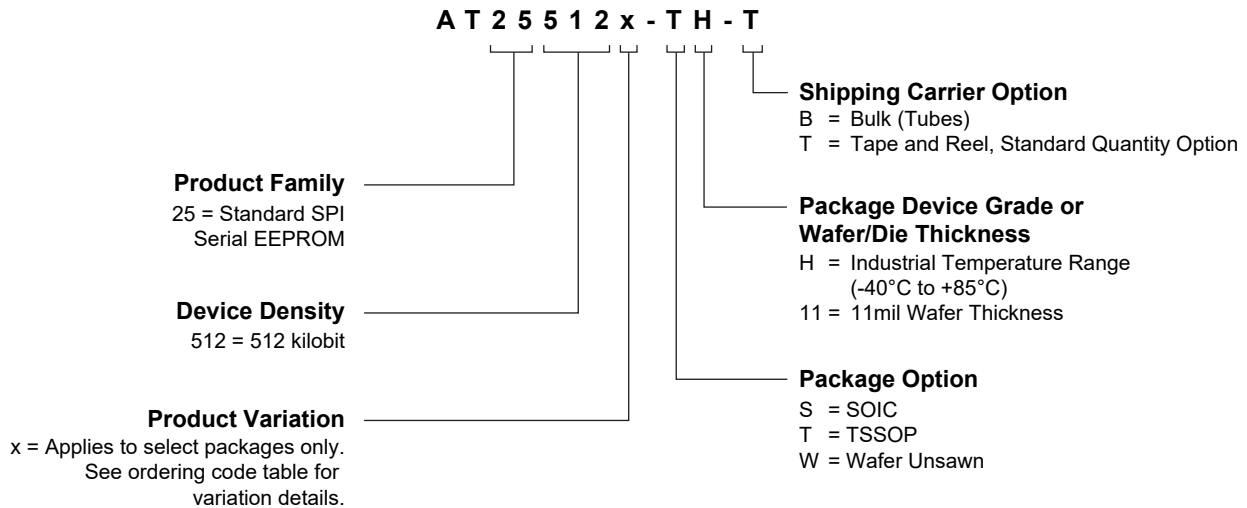 A T 2 5 5 1 2 x - T H - T
Shipping Carrier Option
B = Bulk (Tubes)
T = Tape and Reel, Standard Quantity Option
Product Family
25 = Standard SPI
Serial EEPROM
Package Device Grade or
Wafer/Die Thickness
H = Industrial Temperature Range
(-40°C to +85°C)
11 = 11mil Wafer Thickness
Device Density
512 = 512 kilobit
Package Option
S = SOIC
T = TSSOP
W = Wafer Unsawn
Product Variation
x = Applies to select packages only.
See ordering code table for
variation details.